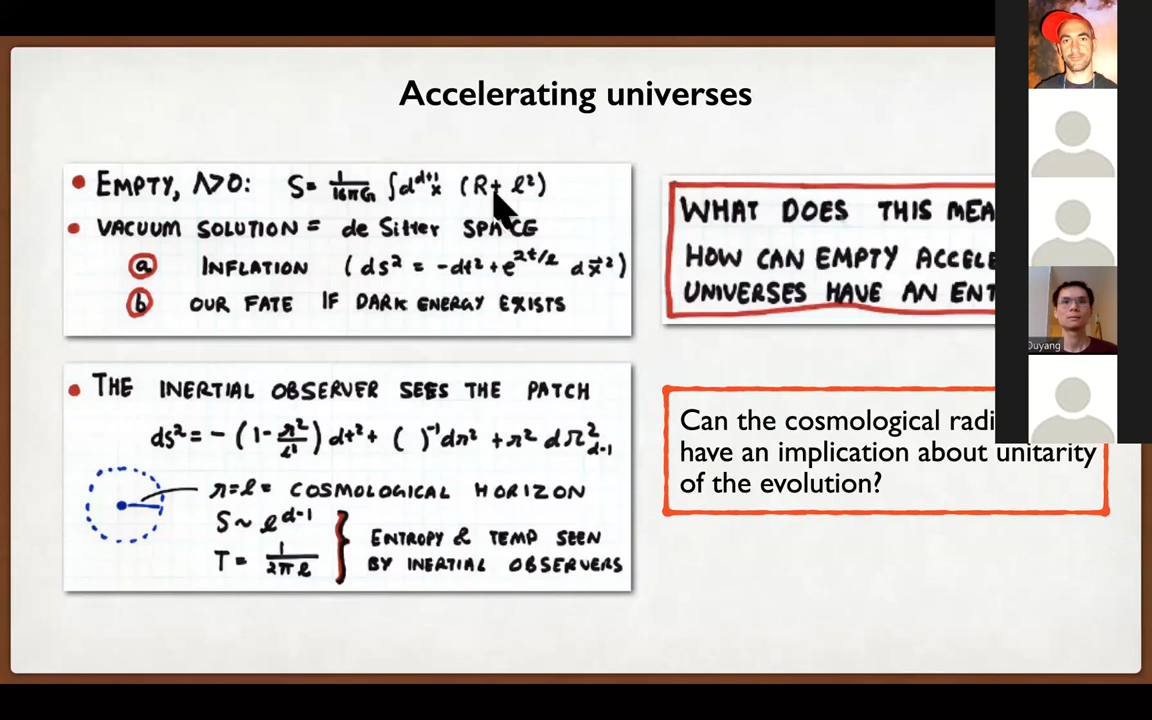 Accelerating universes
• EMPTY, Λ>0: S= 1/16πG ∫d^{d+1}x (R+ ℓ²)
• VACUUM SOLUTION = de Sitter SPACE
(a) INFLATION (ds² = -dt² + e^{2t/ℓ} dx⃗²)
(b) OUR FATE IF DARK ENERGY EXISTS
WHAT DOES THIS MEA
HOW CAN EMPTY ACCELE
UNIVERSES HAVE AN ENT
• THE INERTIAL OBSERVER SEES THE PATCH
ds² = - (1 - r²/ℓ²) dt² + ( )⁻¹ dr² + r² dΩ²_{d-1}
r=ℓ= COSMOLOGICAL HORIZON
S ~ ℓ^{d-1}
T = 1/2πℓ
ENTROPY & TEMP SEEN
BY INERTIAL OBSERVERS
Can the cosmological radi
have an implication about unitarity
of the evolution?
Ouyang